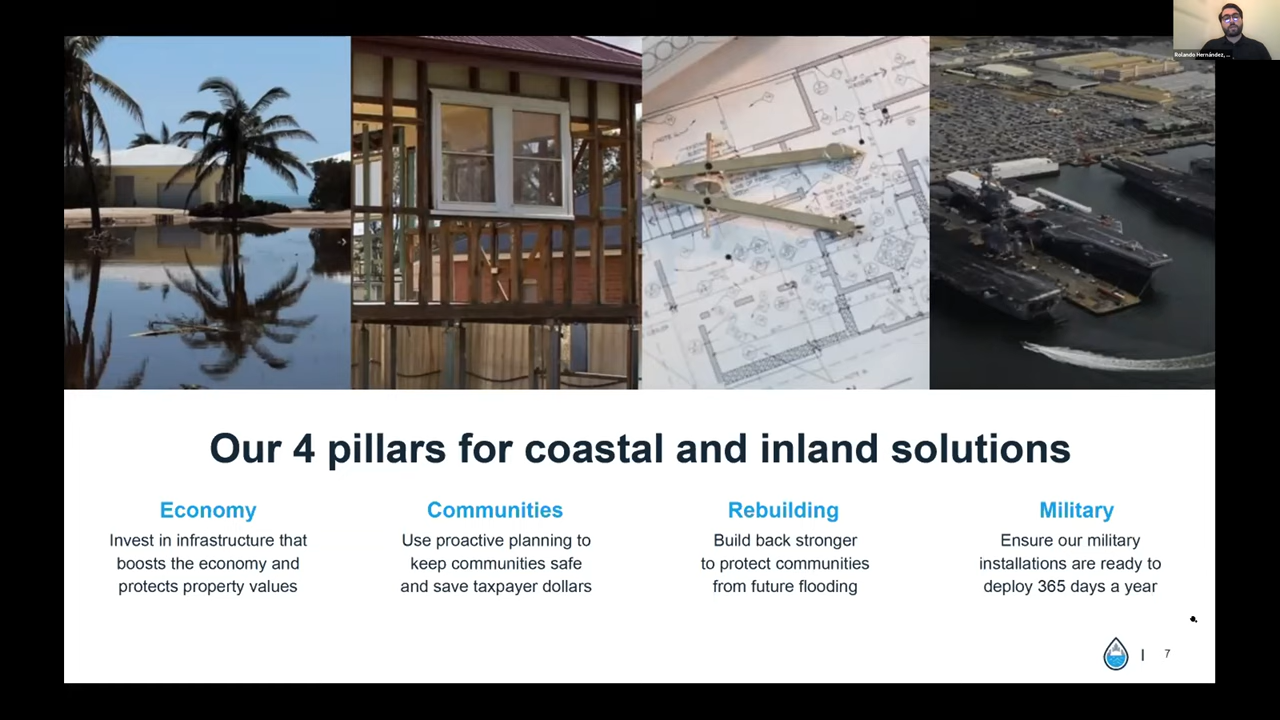 Rolando Hernández, ...
Our 4 pillars for coastal and inland solutions
Economy
Invest in infrastructure that
boosts the economy and
protects property values
Communities
Use proactive planning to
keep communities safe
and save taxpayer dollars
Rebuilding
Build back stronger
to protect communities
from future flooding
Military
Ensure our military
installations are ready to
deploy 365 days a year
| 7